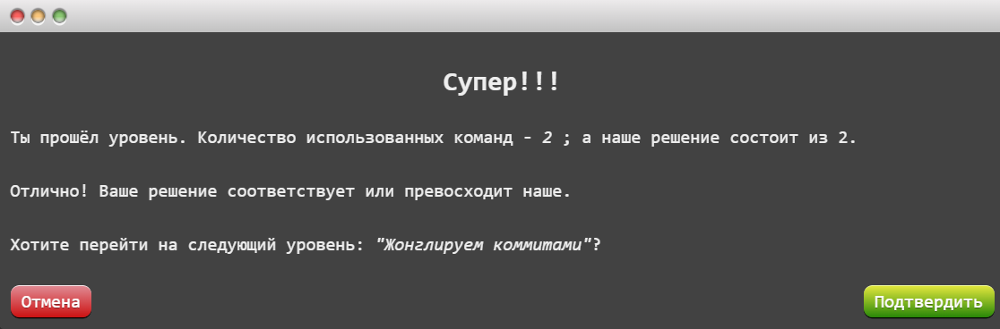 Супер!!!
Ты прошёл уровень. Количество использованных команд - 2 ; а наше решение состоит из 2.
Отлично! Ваше решение соответствует или превосходит наше.
Хотите перейти на следующий уровень: "Жонглируем коммитами"?
Отмена
Подтвердить